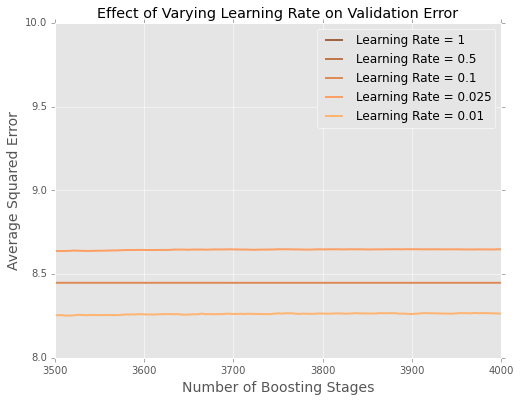 Effect of Varying Learning Rate on Validation Error
10.0
9.5
9.0
8.5
8.0
Average Squared Error
Learning Rate = 1
Learning Rate = 0.5
Learning Rate = 0.1
Learning Rate = 0.025
Learning Rate = 0.01
3500 3600 3700 3800 3900 4000
Number of Boosting Stages